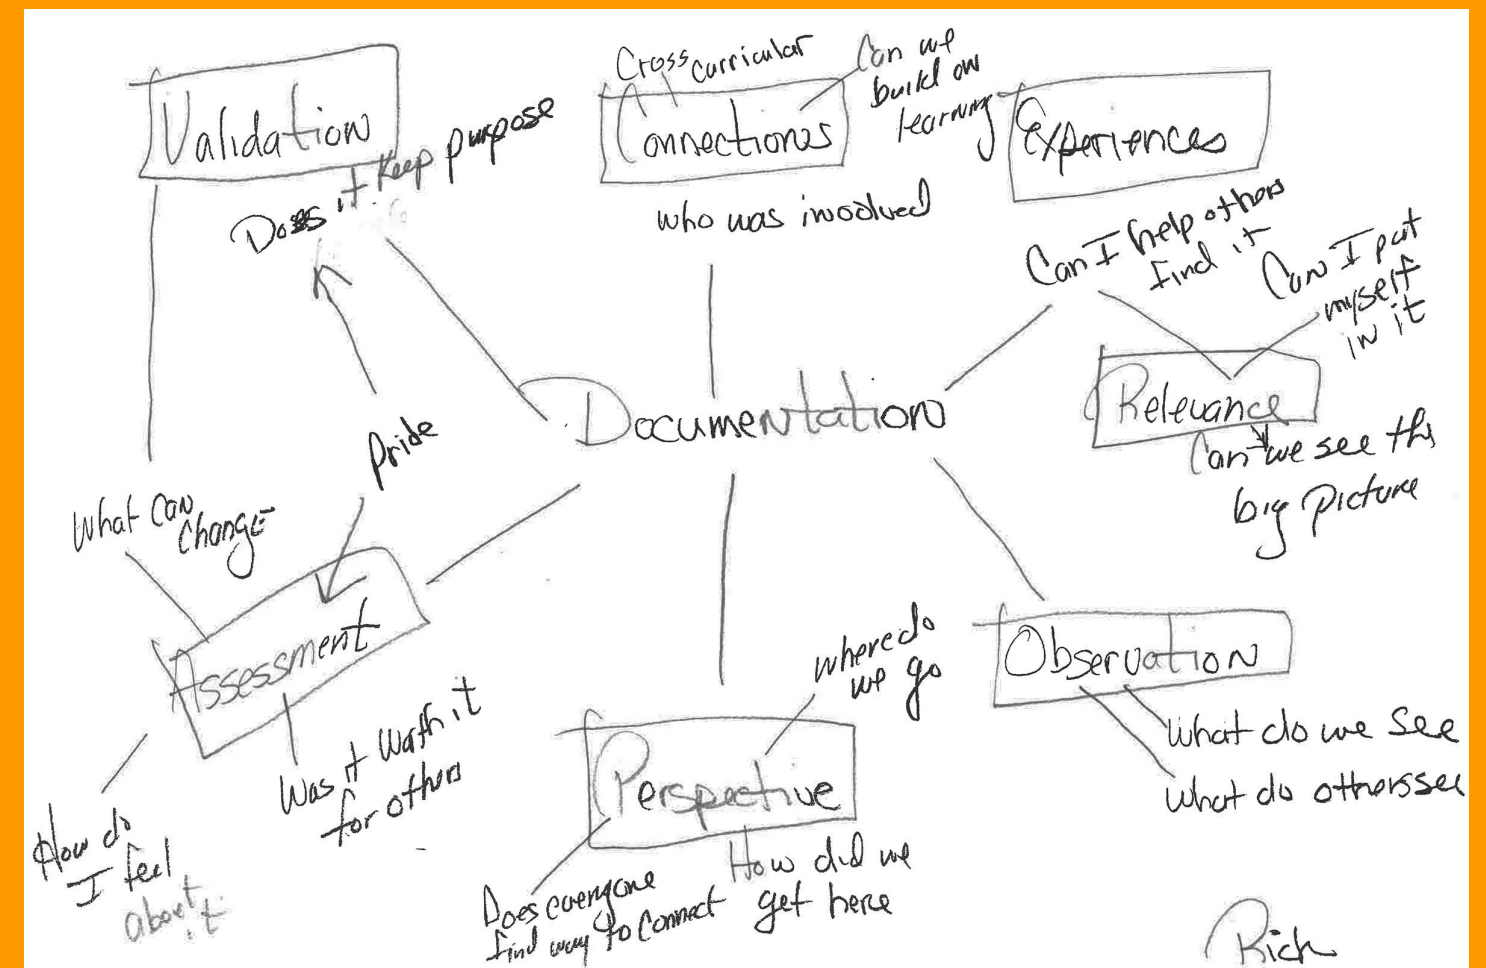 Validation
Does it keep purpose
Cross curricular
Connections
Can we
build on
learning
who was involved
Experiences
Can I help others
find it
Can I put
myself
in it
Relevance
Can we see the
big picture
Documentation
Pride
What can
change
Assessment
How do
I feel
about
it
Was it worth it
for others
where do
we go
Perspective
Does everyone
find way to connect
How did we
get here
Observation
What do we see
What do others see
Rich